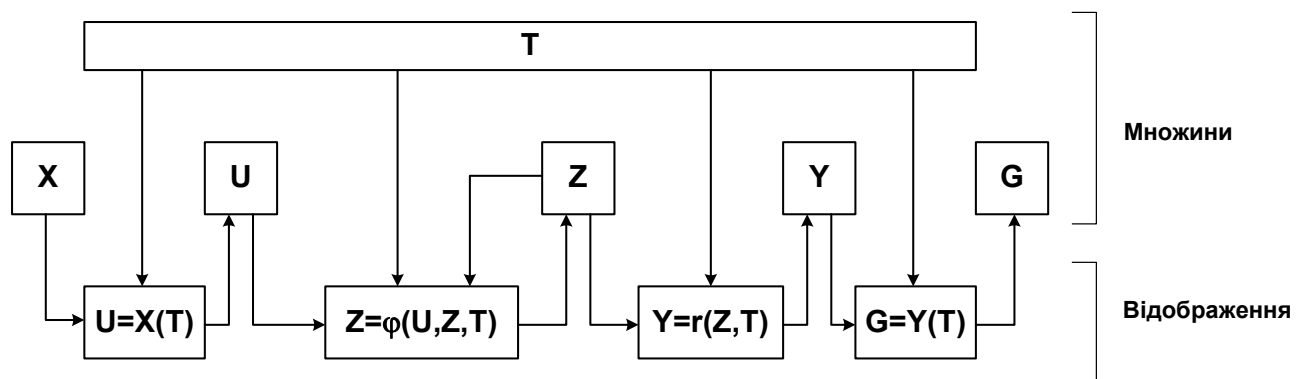 T
Множини
X
U
Z
Y
G
U=X(T)
Z=φ(U,Z,T)
Y=r(Z,T)
G=Y(T)
Відображення